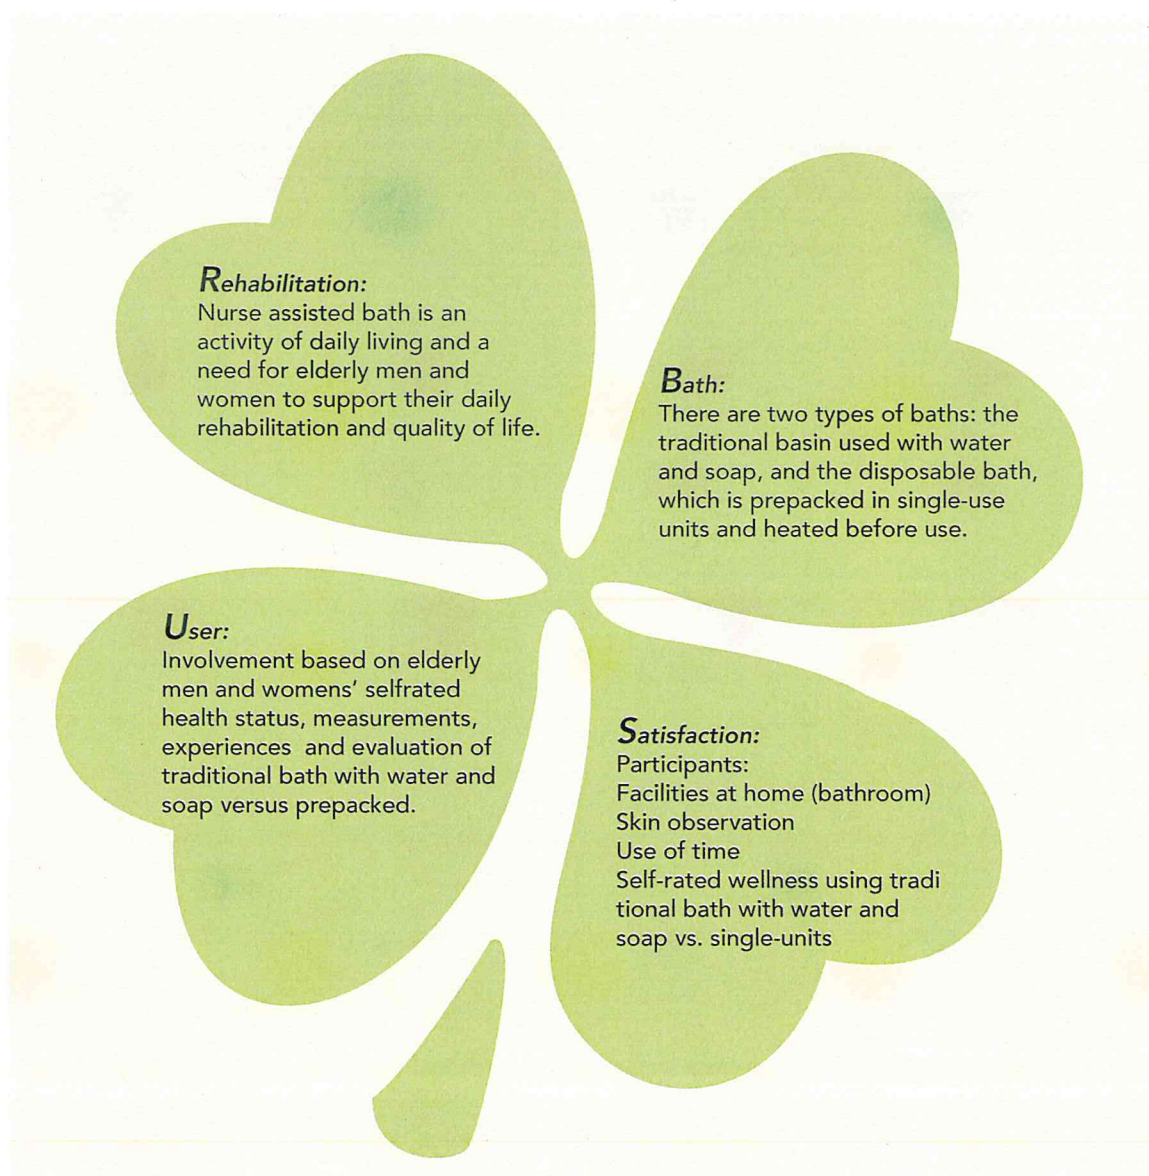 Rehabilitation:
Nurse assisted bath is an
activity of daily living and a
need for elderly men and
women to support their daily
rehabilitation and quality of life.
Bath:
There are two types of baths: the
traditional basin used with water
and soap, and the disposable bath,
which is prepacked in single-use
units and heated before use.
User:
Involvement based on elderly
men and womens’ selfrated
health status, measurements,
experiences  and evaluation of
traditional bath with water and
soap versus prepacked.
Satisfaction:
Participants:
Facilities at home (bathroom)
Skin observation
Use of time
Self-rated wellness using tradi
tional bath with water and
soap vs. single-units